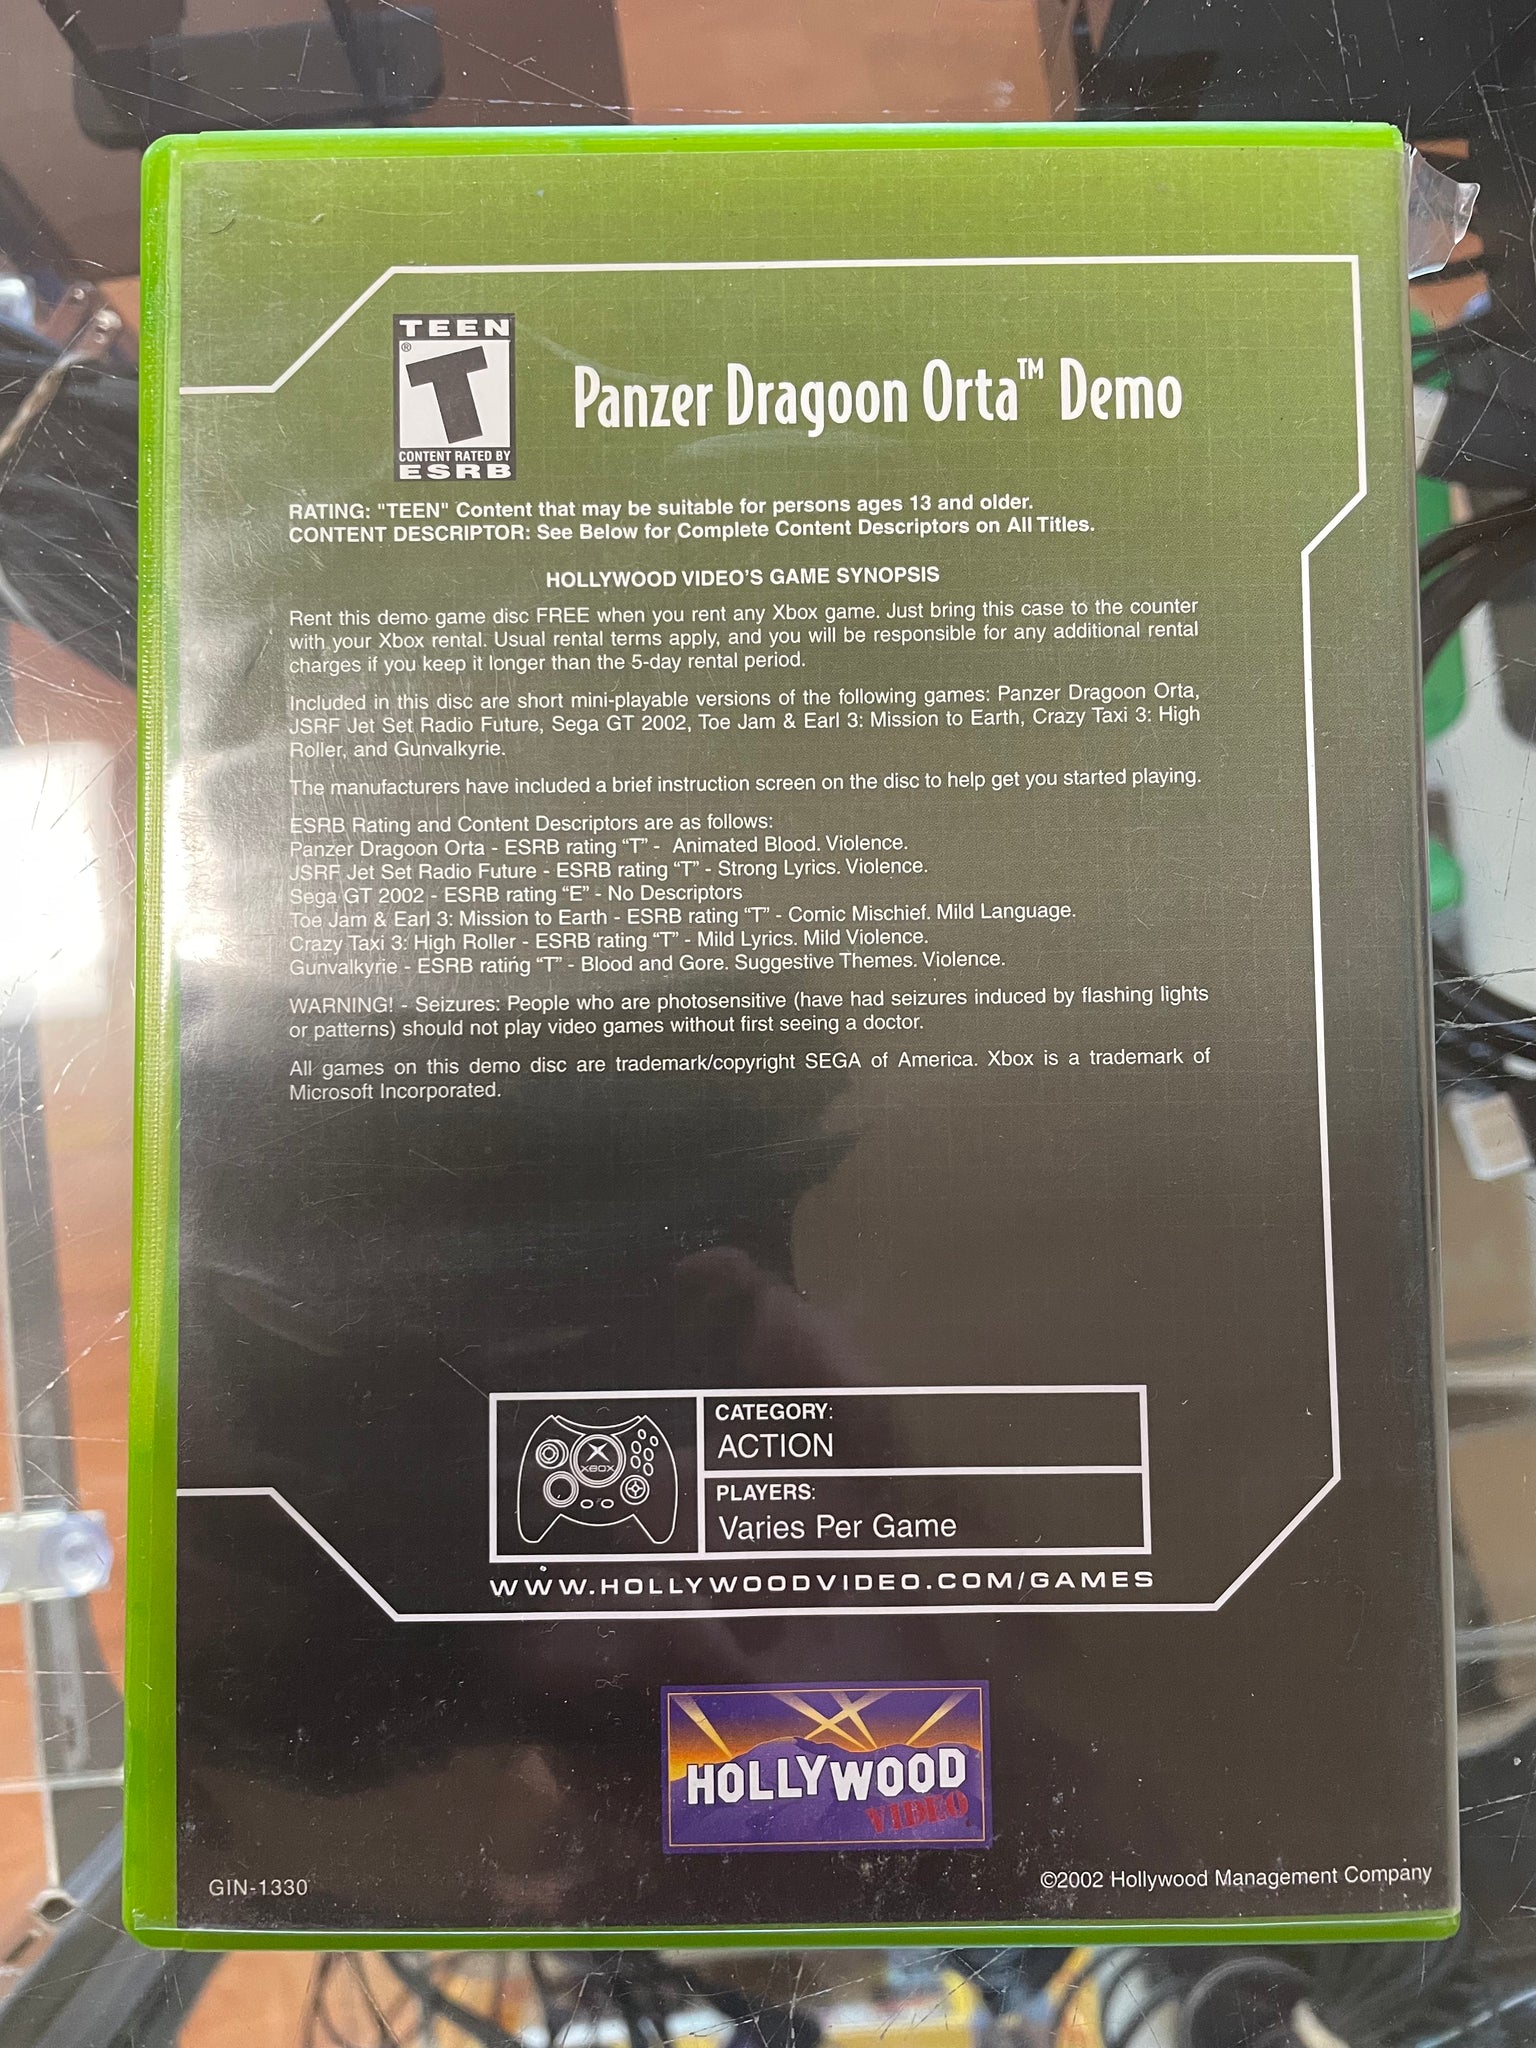 TEEN
®
T
CONTENT RATED BY
ESRB
Panzer Dragoon Orta™ Demo
RATING: "TEEN" Content that may be suitable for persons ages 13 and older.
CONTENT DESCRIPTOR: See Below for Complete Content Descriptors on All Titles.
HOLLYWOOD VIDEO'S GAME SYNOPSIS
Rent this demo game disc FREE when you rent any Xbox game. Just bring this case to the counter
with your Xbox rental. Usual rental terms apply, and you will be responsible for any additional rental
charges if you keep it longer than the 5-day rental period.
Included in this disc are short mini-playable versions of the following games: Panzer Dragoon Orta,
JSRF Jet Set Radio Future, Sega GT 2002, Toe Jam & Earl 3: Mission to Earth, Crazy Taxi 3: High
Roller, and Gunvalkyrie.
The manufacturers have included a brief instruction screen on the disc to help get you started playing.
ESRB Rating and Content Descriptors are as follows:
Panzer Dragoon Orta - ESRB rating “T” - Animated Blood. Violence.
JSRF Jet Set Radio Future - ESRB rating “T” - Strong Lyrics. Violence.
Sega GT 2002 - ESRB rating “E” - No Descriptors
Toe Jam & Earl 3: Mission to Earth - ESRB rating “T” - Comic Mischief. Mild Language.
Crazy Taxi 3: High Roller - ESRB rating “T” - Mild Lyrics. Mild Violence.
Gunvalkyrie - ESRB rating “T” - Blood and Gore. Suggestive Themes. Violence.
WARNING! - Seizures: People who are photosensitive (have had seizures induced by flashing lights
or patterns) should not play video games without first seeing a doctor.
All games on this demo disc are trademark/copyright SEGA of America. Xbox is a trademark of
Microsoft Incorporated.
XBOX
CATEGORY:
ACTION
PLAYERS:
Varies Per Game
WWW.HOLLYWOODVIDEO.COM/GAMES
HOLLYWOOD
VIDEO
GIN-1330
©2002 Hollywood Management Company